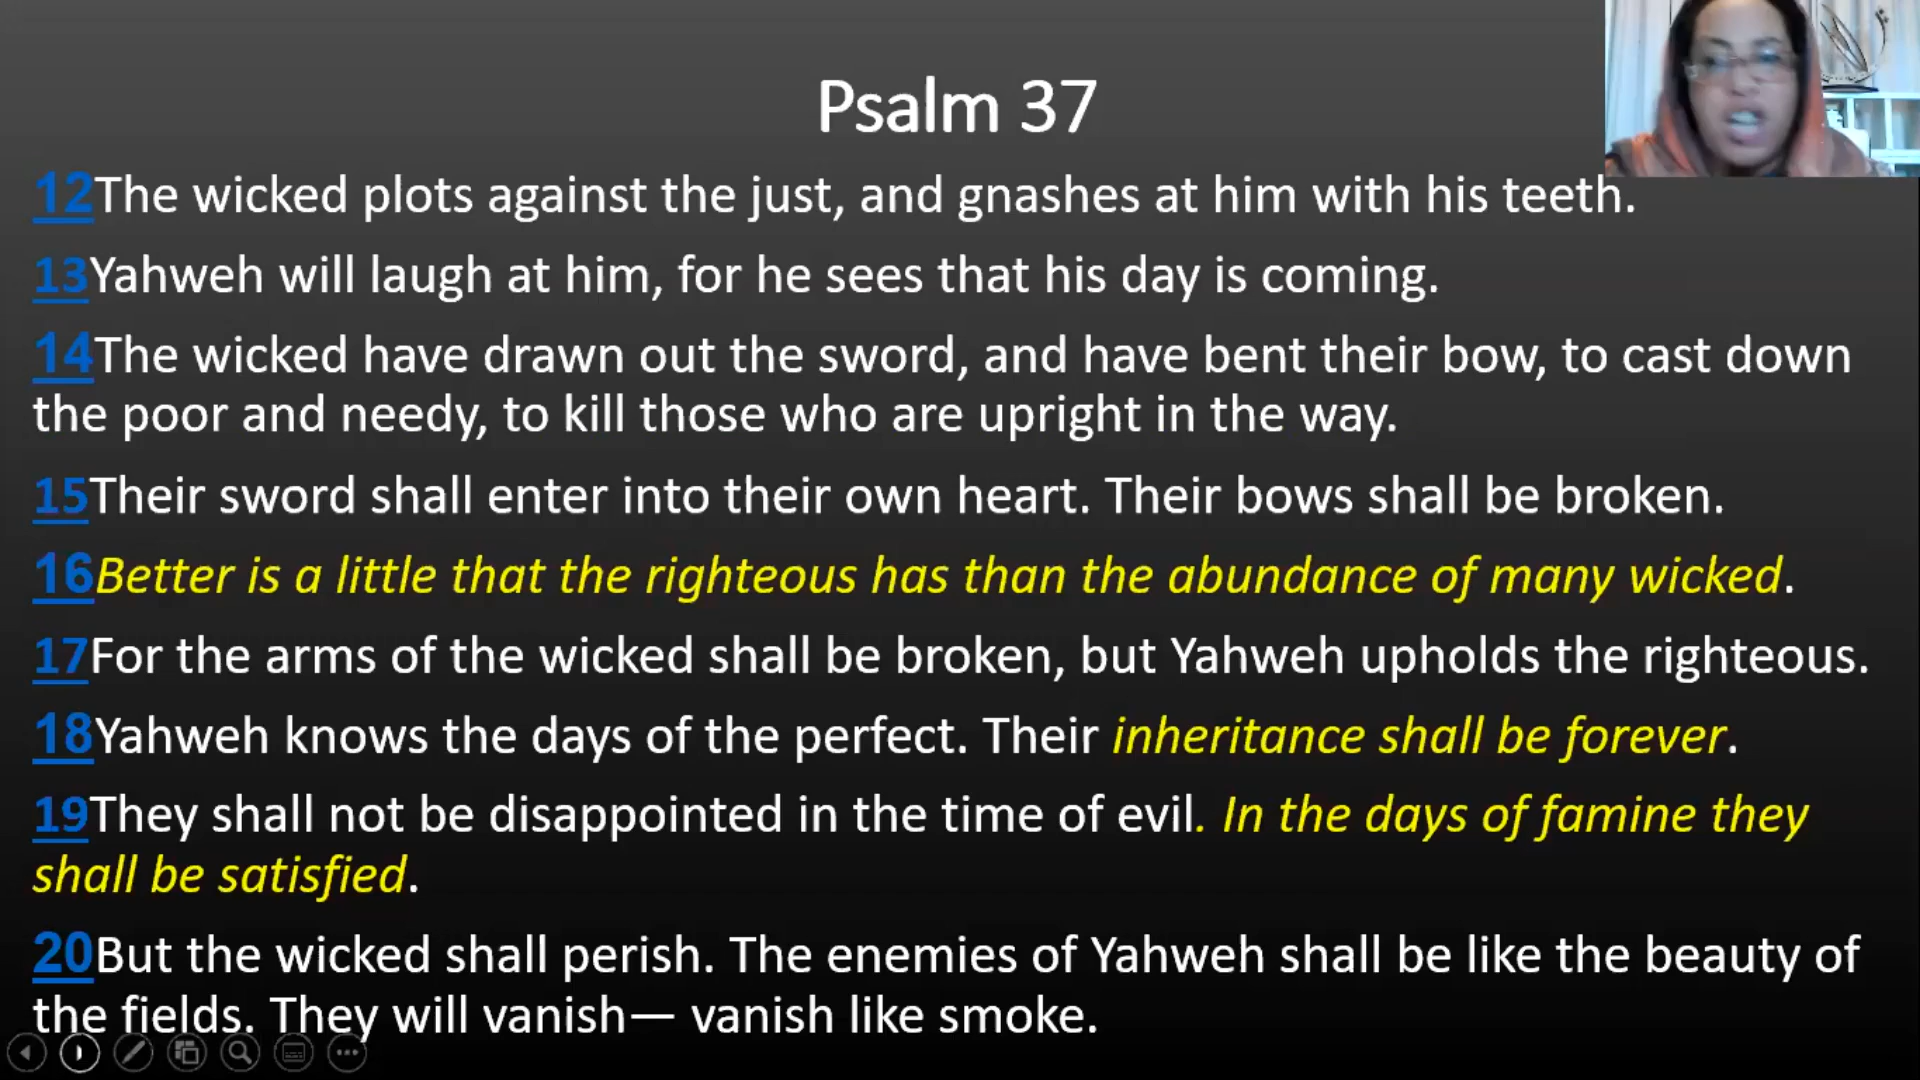 Psalm 37
12The wicked plots against the just, and gnashes at him with his teeth.
13Yahweh will laugh at him, for he sees that his day is coming.
14The wicked have drawn out the sword, and have bent their bow, to cast down
the poor and needy, to kill those who are upright in the way.
15Their sword shall enter into their own heart. Their bows shall be broken.
16Better is a little that the righteous has than the abundance of many wicked.
17For the arms of the wicked shall be broken, but Yahweh upholds the righteous.
18Yahweh knows the days of the perfect. Their inheritance shall be forever.
19They shall not be disappointed in the time of evil. In the days of famine they
shall be satisfied.
20But the wicked shall perish. The enemies of Yahweh shall be like the beauty of
the fields. They will vanish— vanish like smoke.